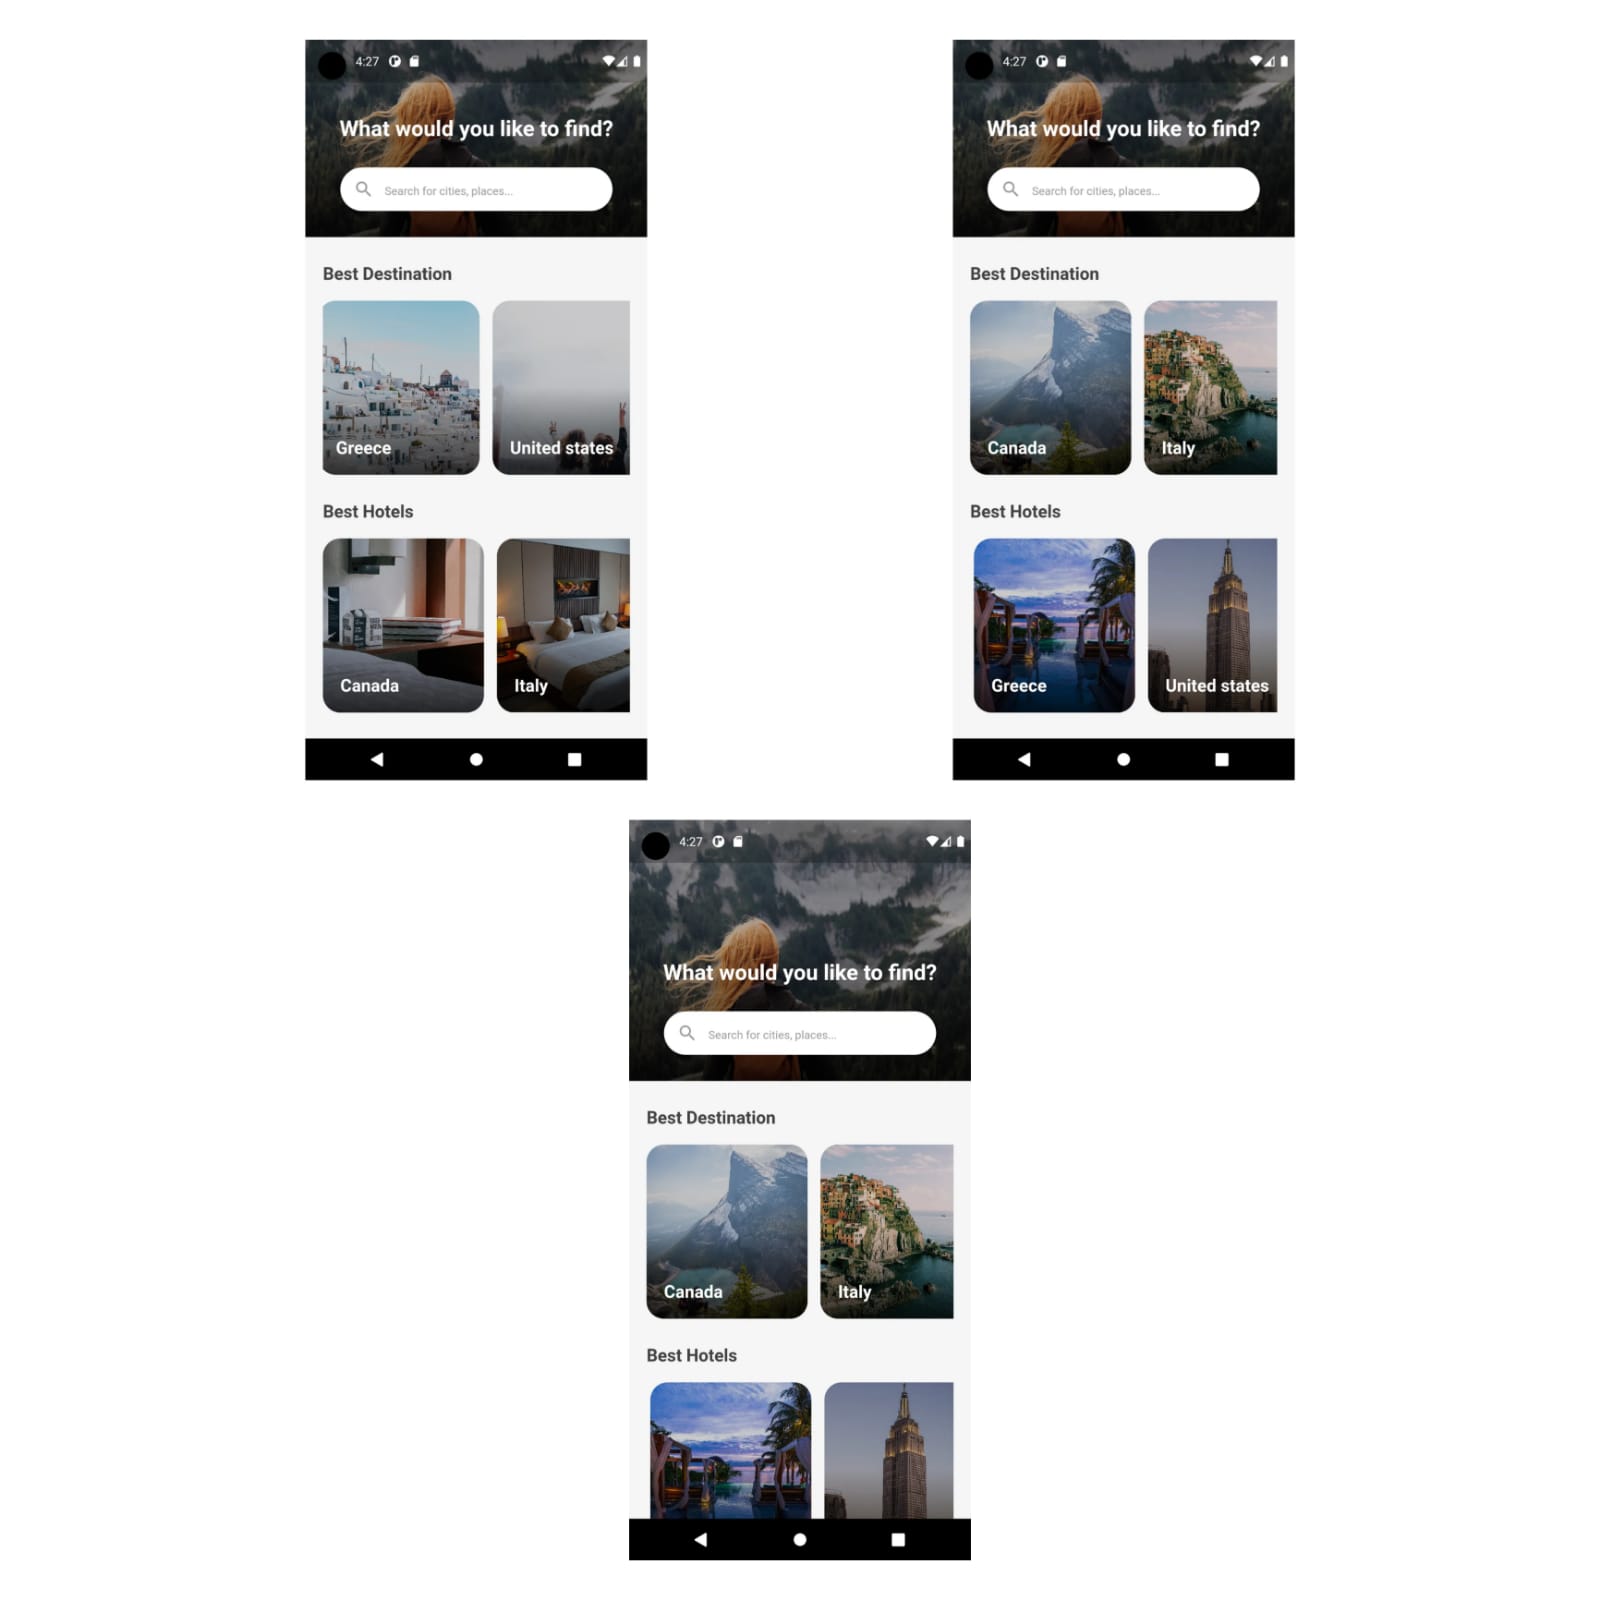 4:27
What would you like to find?
Search for cities, places...
Best Destination
Greece
United states
Best Hotels
Canada
Italy
4:27
What would you like to find?
Search for cities, places...
Best Destination
Canada
Italy
Best Hotels
Greece
United states
4:27
What would you like to find?
Search for cities, places...
Best Destination
Canada
Italy
Best Hotels